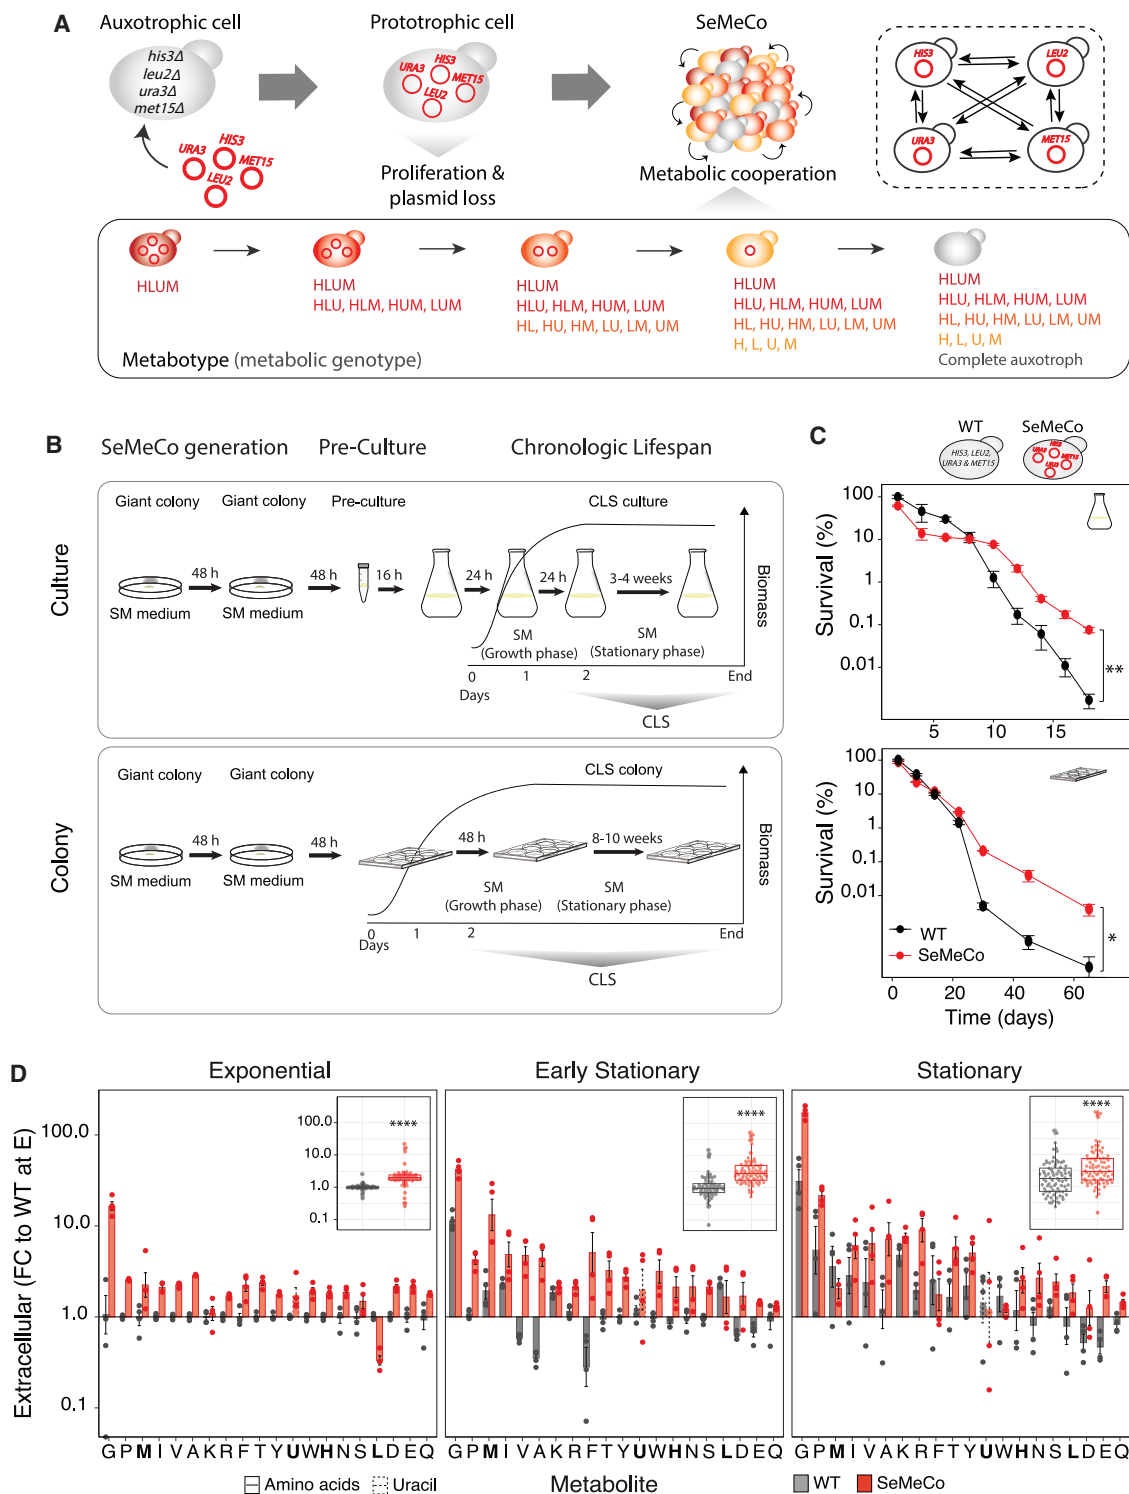 A
Auxotrophic cell
Prototrophic cell
SeMeCo
his3Δ
leu2Δ
ura3Δ
met15Δ
HIS3
URA3
MET15
LEU2
HIS3
URA3
MET15
LEU2
HIS3
LEU2
URA3
MET15
Proliferation &
plasmid loss
Metabolic cooperation
HLUM
HLUM
HLU, HLM, HUM, LUM
HLUM
HLU, HLM, HUM, LUM
HL, HU, HM, LU, LM, UM
HLUM
HLU, HLM, HUM, LUM
HL, HU, HM, LU, LM, UM
H, L, U, M
HLUM
HLU, HLM, HUM, LUM
HL, HU, HM, LU, LM, UM
H, L, U, M
Complete auxotroph
Metabotype (metabolic genotype)
B
SeMeCo generation
Pre-Culture
Chronologic Lifespan
Culture
Giant colony
Giant colony
Pre-culture
CLS culture
48 h
48 h
16 h
24 h
24 h
3-4 weeks
SM medium
SM medium
SM
(Growth phase)
SM
(Stationary phase)
Biomass
0
1
2
End
Days
CLS
Colony
Giant colony
Giant colony
CLS colony
48 h
48 h
48 h
8-10 weeks
SM medium
SM medium
SM
(Growth phase)
SM
(Stationary phase)
Biomass
0
1
2
End
Days
CLS
C
WT
SeMeCo
HIS3, LEU2,
URA3 & MET15
HIS3
URA3
MET15
LEU2
Survival (%)
100
10
1
0.1
0.01
**
5
10
15
Survival (%)
100
10
1
0.1
0.01
WT
SeMeCo
*
0
20
40
60
Time (days)
D
Exponential
Early Stationary
Stationary
Extracellular (FC to WT at E)
100.0
10.0
1.0
0.1
100.0
10.0
1.0
0.1
****
****
****
G P M I V A K R F T Y U W H N S L D E Q
G P M I V A K R F T Y U W H N S L D E Q
G P M I V A K R F T Y U W H N S L D E Q
Amino acids
Uracil
Metabolite
WT
SeMeCo